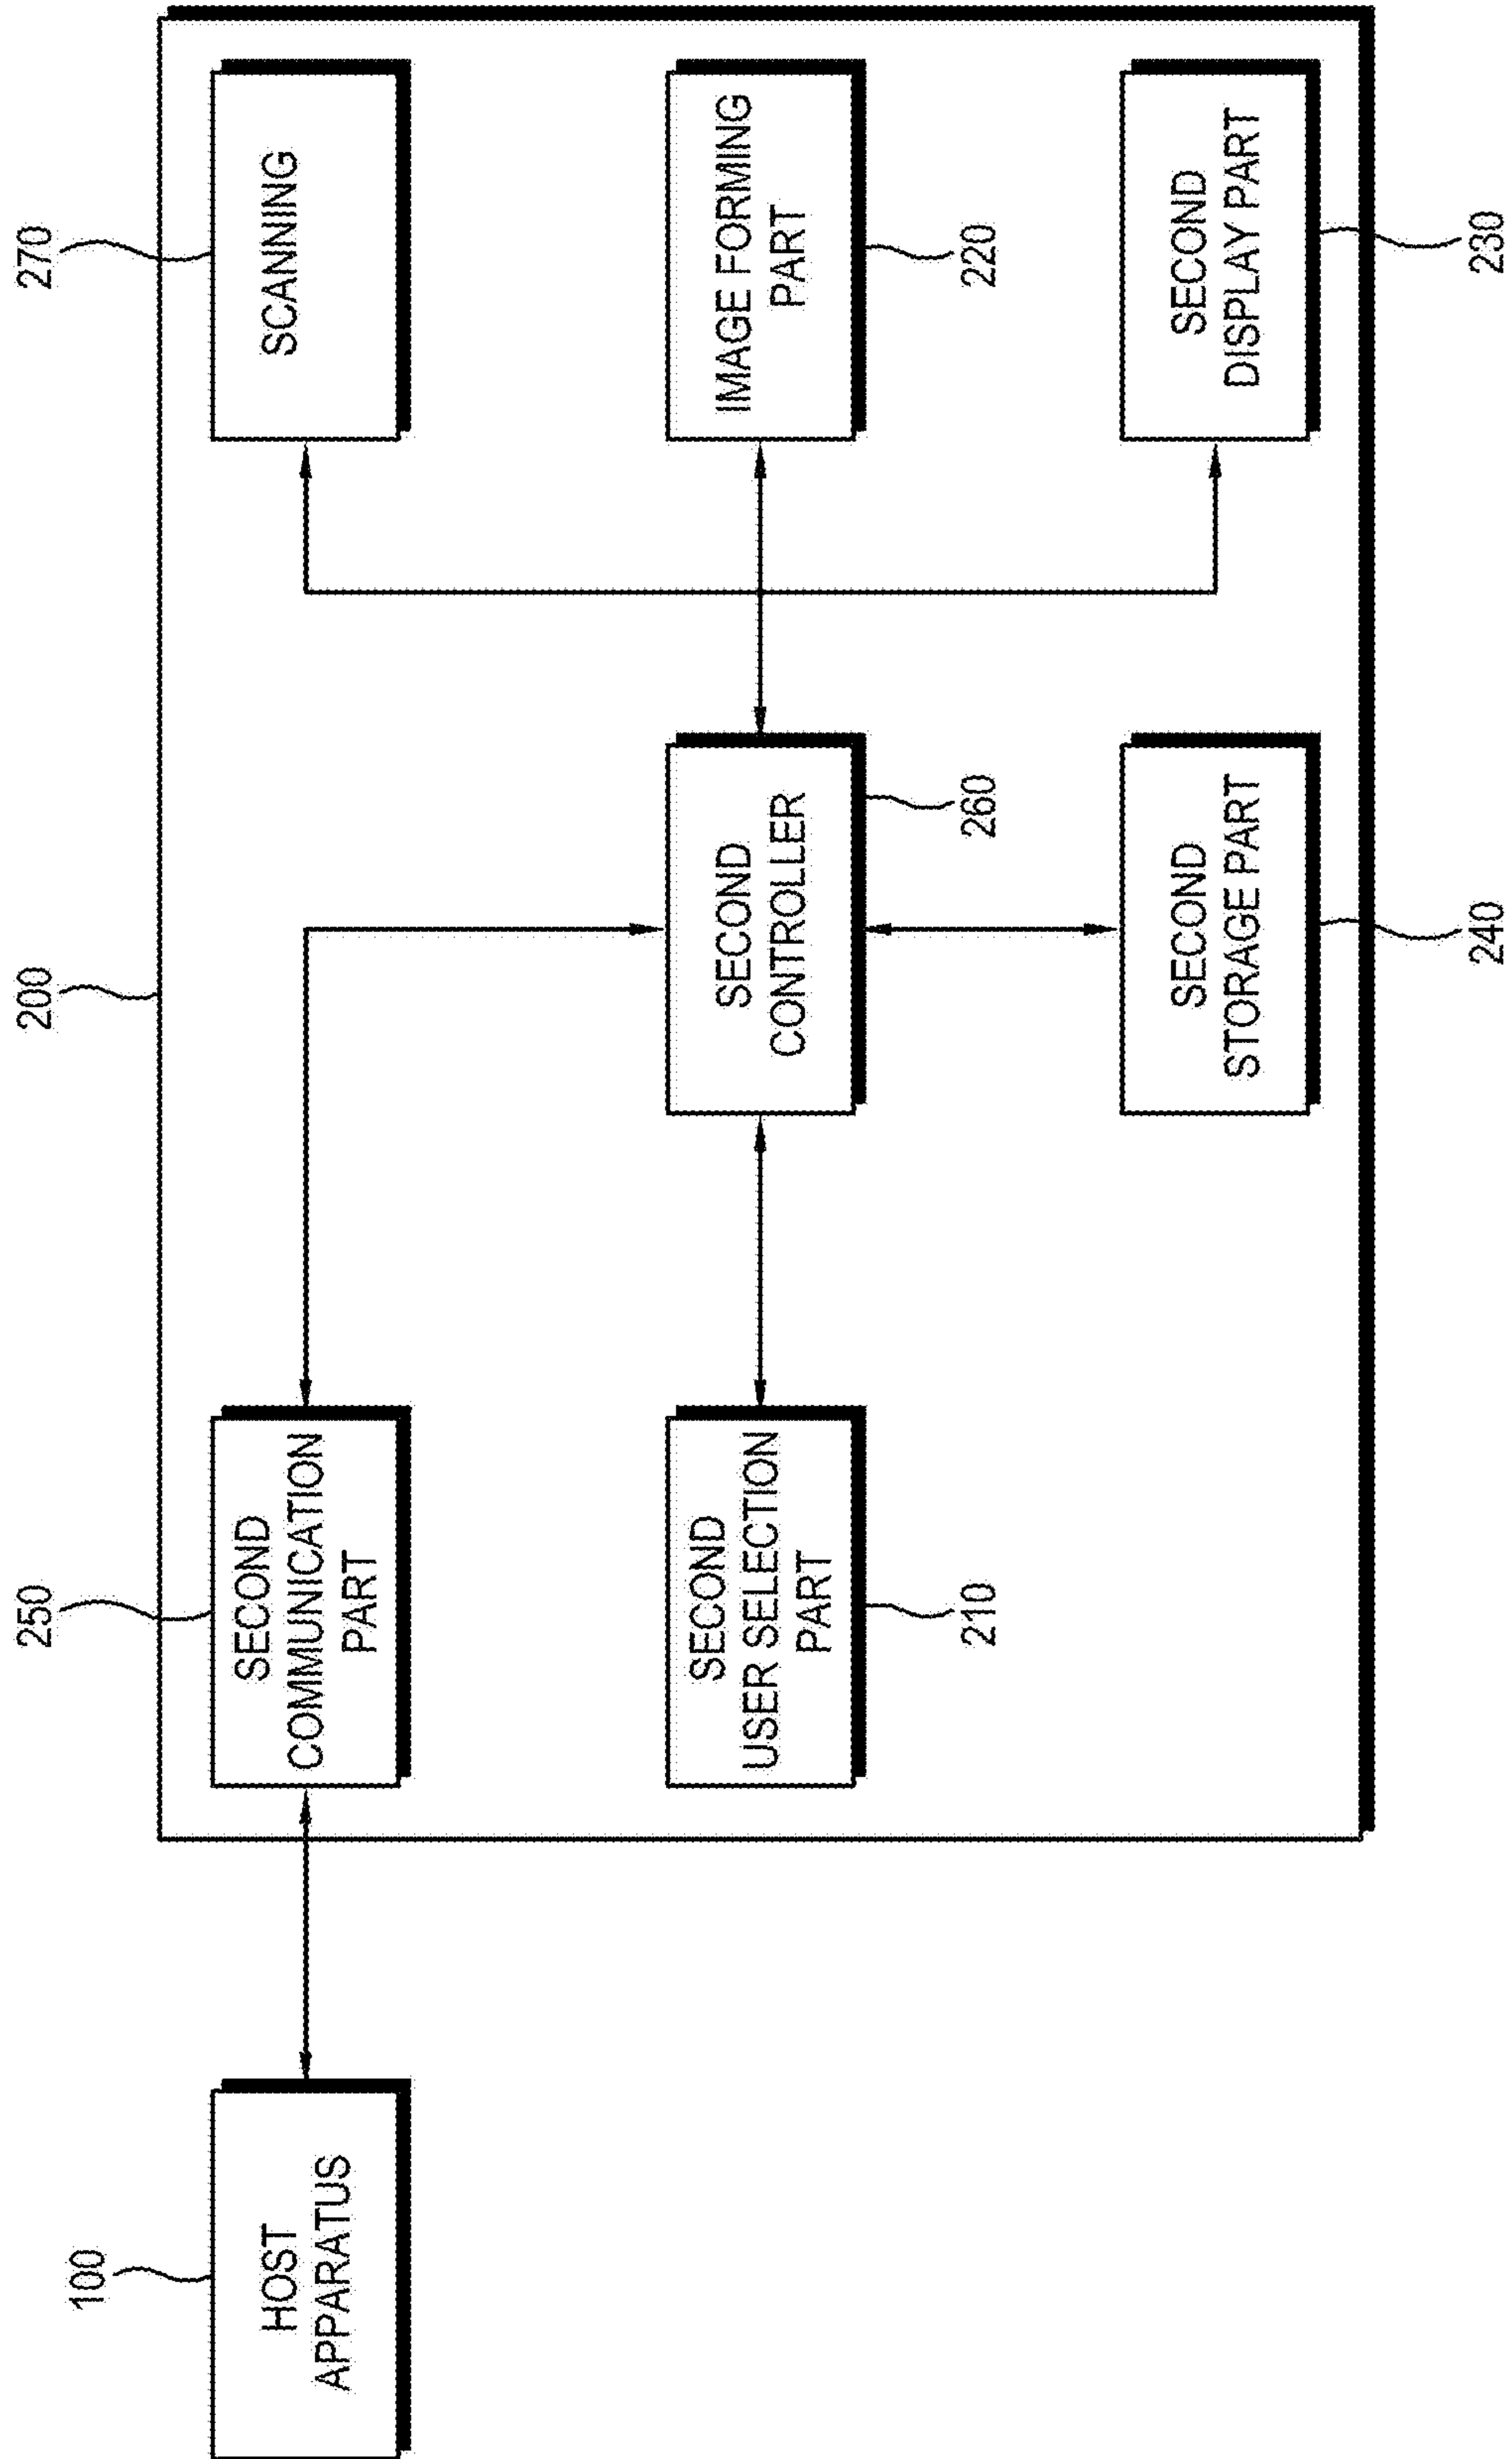 200
100
HOST
APPARATUS
250
SECOND
COMMUNICATION
PART
270
SCANNING
SECOND
USER SELECTION
PART
210
SECOND
CONTROLLER
260
IMAGE FORMING
PART
220
SECOND
STORAGE PART
240
SECOND
DISPLAY PART
230